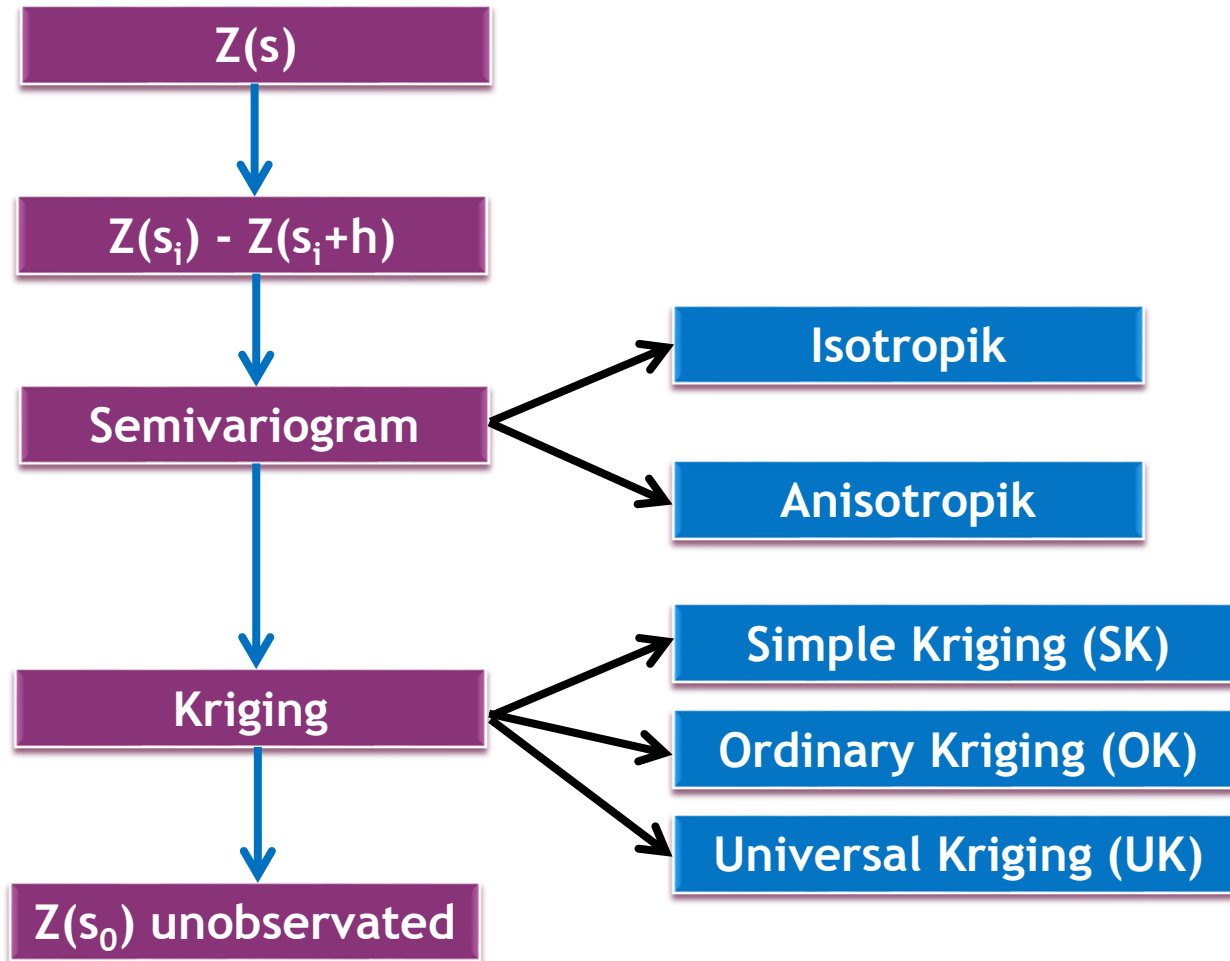 Z(s)
Z(sᵢ) - Z(sᵢ+h)
Isotropik
Semivariogram
Anisotropik
Simple Kriging (SK)
Kriging
Ordinary Kriging (OK)
Universal Kriging (UK)
Z(s₀) unobservated